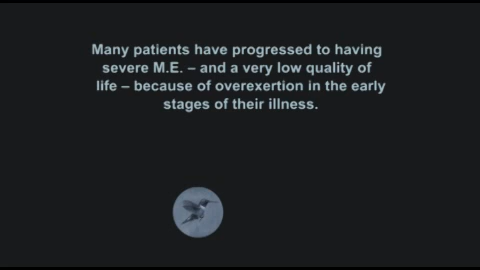 Many patients have progressed to having
severe M.E. – and a very low quality of
life – because of overexertion in the early
stages of their illness.